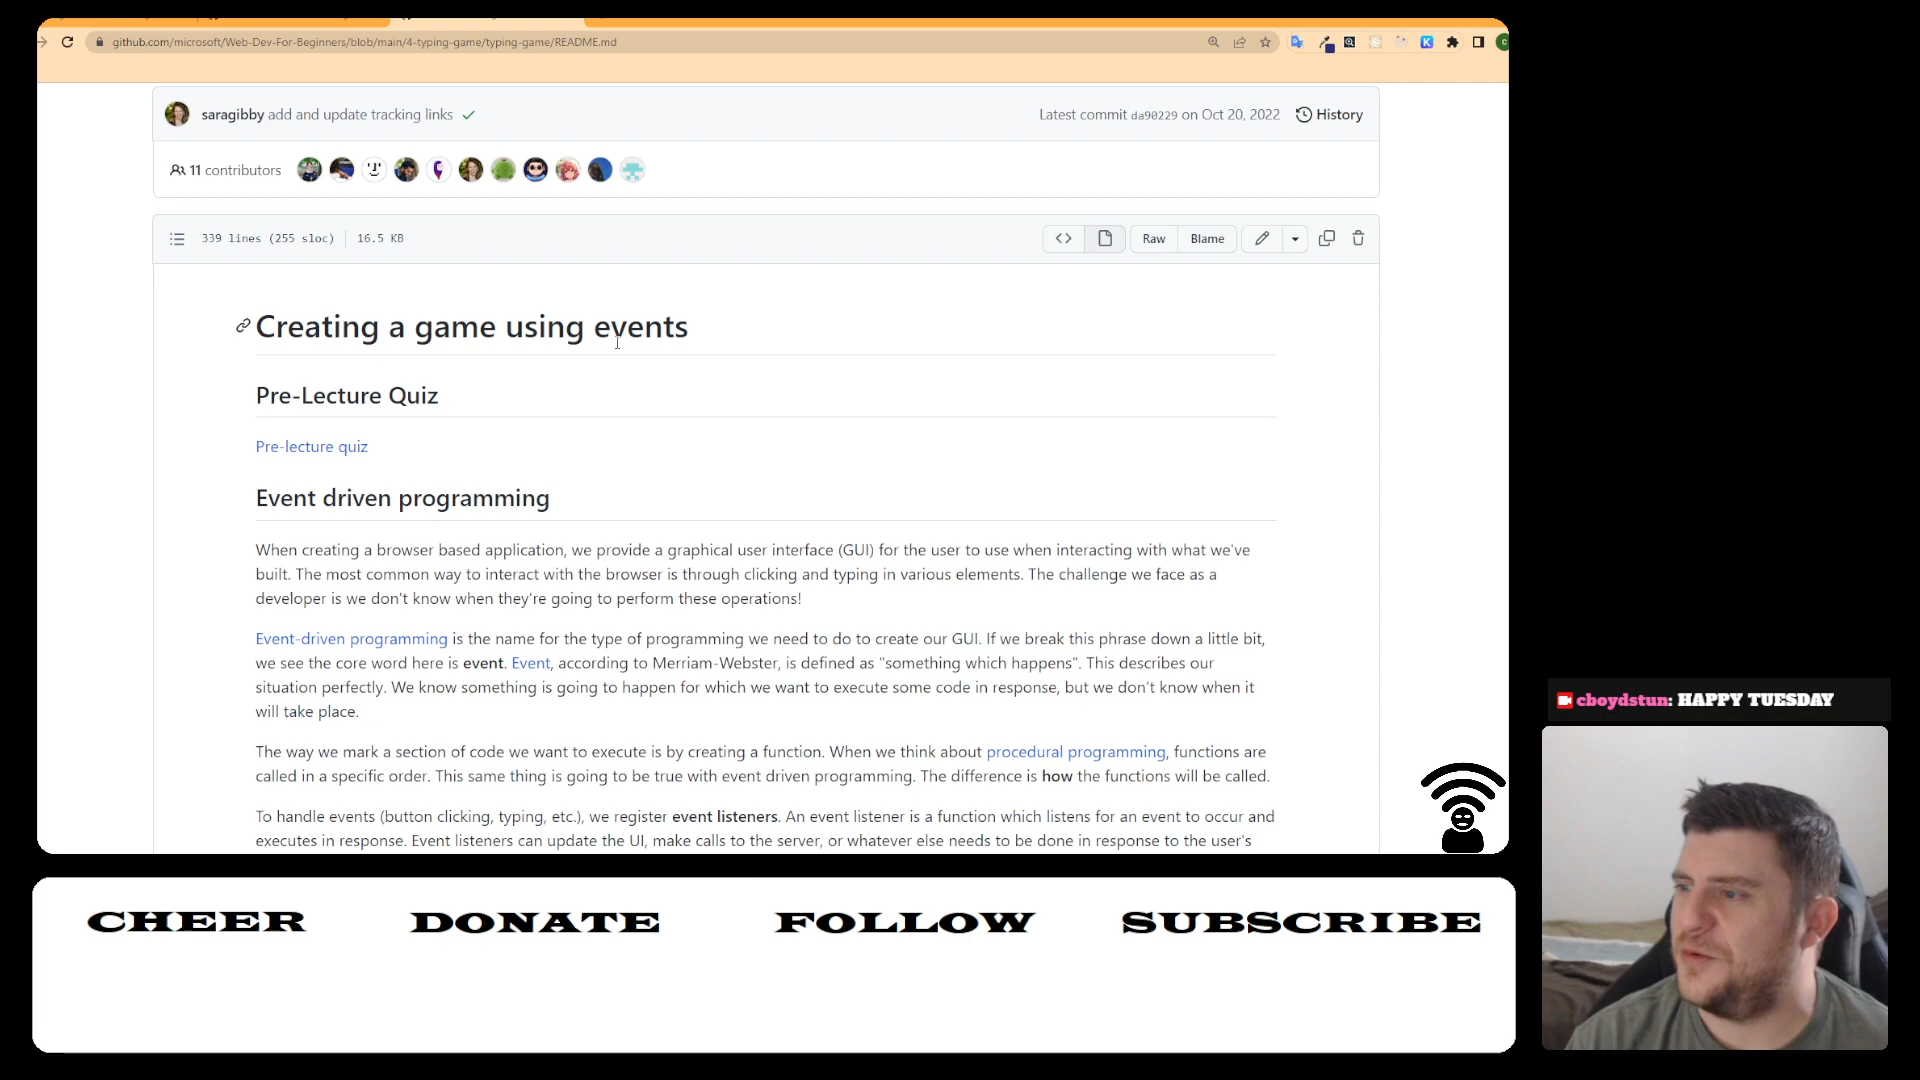 github.com/microsoft/Web-Dev-For-Beginners/blob/main/4-typing-game/typing-game/README.md
saragibby add and update tracking links
Latest commit da90229 on Oct 20, 2022 History
11 contributors
339 lines (255 sloc) 16.5 KB
Raw Blame
Creating a game using events
Pre-Lecture Quiz
Pre-lecture quiz
Event driven programming
When creating a browser based application, we provide a graphical user interface (GUI) for the user to use when interacting with what we've
built. The most common way to interact with the browser is through clicking and typing in various elements. The challenge we face as a
developer is we don't know when they're going to perform these operations!
Event-driven programming is the name for the type of programming we need to do to create our GUI. If we break this phrase down a little bit,
we see the core word here is event. Event, according to Merriam-Webster, is defined as "something which happens". This describes our
situation perfectly. We know something is going to happen for which we want to execute some code in response, but we don't know when it
will take place.
The way we mark a section of code we want to execute is by creating a function. When we think about procedural programming, functions are
called in a specific order. This same thing is going to be true with event driven programming. The difference is how the functions will be called.
To handle events (button clicking, typing, etc.), we register event listeners. An event listener is a function which listens for an event to occur and
executes in response. Event listeners can update the UI, make calls to the server, or whatever else needs to be done in response to the user's
cboydstun: HAPPY TUESDAY
CHEER DONATE FOLLOW SUBSCRIBE